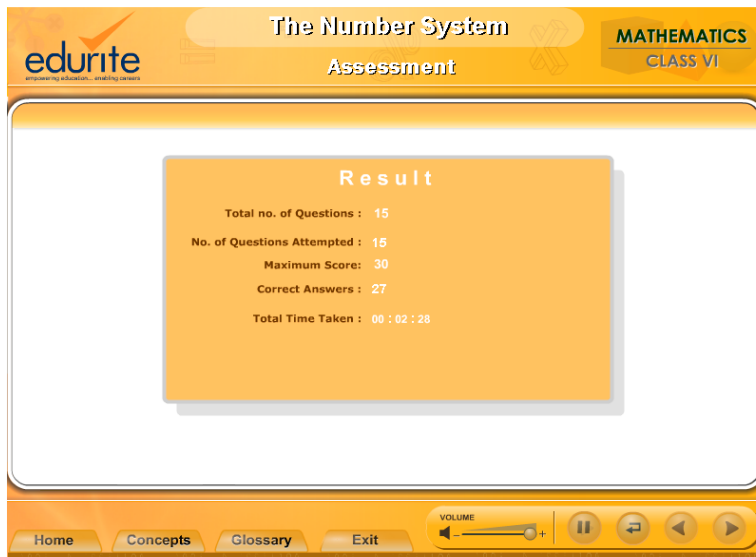 The Number System
Assessment
edurite
empowering education... enabling careers
MATHEMATICS
CLASS VI
Result
Total no. of Questions : 15
No. of Questions Attempted : 15
Maximum Score: 30
Correct Answers : 27
Total Time Taken : 00 : 02 : 28
VOLUME
- +
Home Concepts Glossary Exit